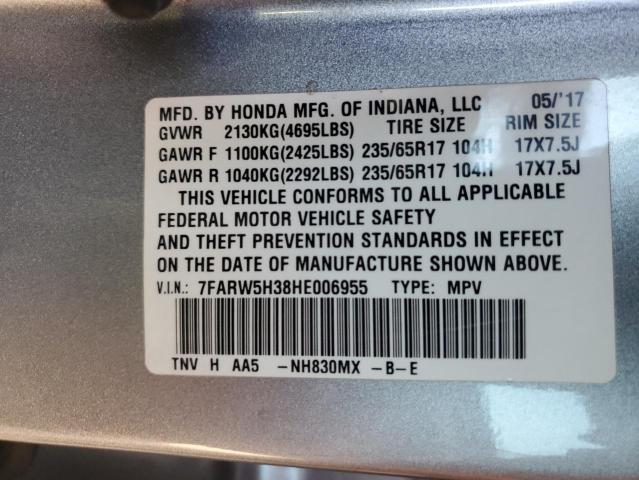 MFD. BY HONDA MFG. OF INDIANA, LLC 05/'17
GVWR 2130KG(4695LBS) TIRE SIZE RIM SIZE
GAWR F 1100KG(2425LBS) 235/65R17 104H 17X7.5J
GAWR R 1040KG(2292LBS) 235/65R17 104H 17X7.5J
THIS VEHICLE CONFORMS TO ALL APPLICABLE
FEDERAL MOTOR VEHICLE SAFETY
AND THEFT PREVENTION STANDARDS IN EFFECT
ON THE DATE OF MANUFACTURE SHOWN ABOVE.
V.I.N.: 7FARW5H38HE006955 TYPE: MPV
TNV H AA5 -NH830MX -B-E